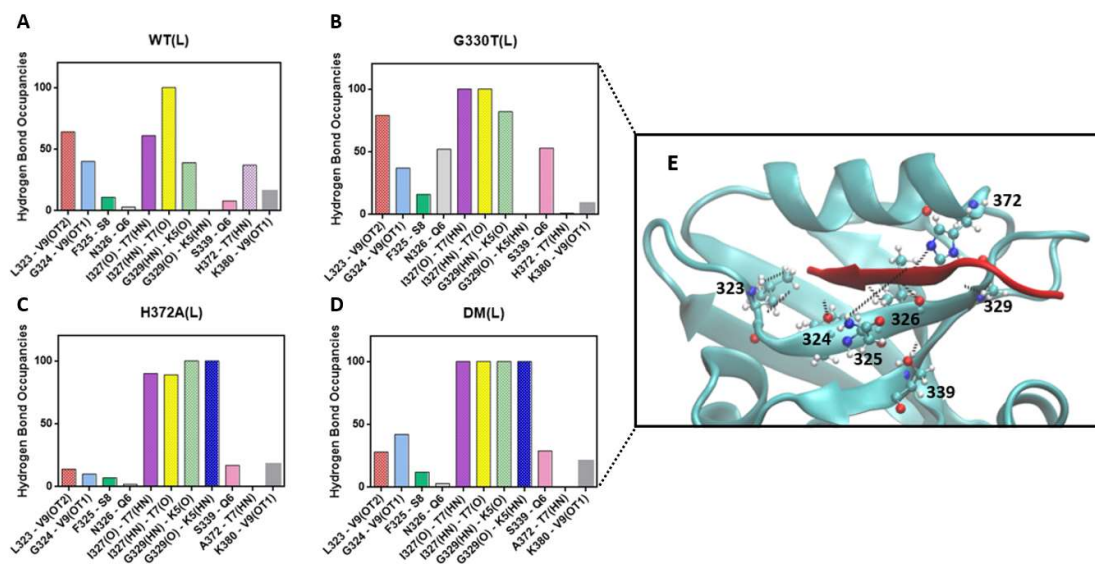 A
WT(L)
Hydrogen Bond Occupancies
100
50
0
L323 - V9(OT2)
G324 - V9(OT1)
F325 - S8
N326 - Q6
I327(O) - T7(HN)
I327(HN) - T7(O)
G329(HN) - K5(O)
G329(O) - K5(HN)
S339 - Q6
H372 - T7(HN)
K380 - V9(OT1)
B
G330T(L)
Hydrogen Bond Occupancies
100
50
0
L323 - V9(OT2)
G324 - V9(OT1)
F325 - S8
N326 - Q6
I327(O) - T7(HN)
I327(HN) - T7(O)
G329(HN) - K5(O)
G329(O) - K5(HN)
S339 - Q6
H372 - T7(HN)
K380 - V9(OT1)
C
H372A(L)
Hydrogen Bond Occupancies
100
50
0
L323 - V9(OT2)
G324 - V9(OT1)
F325 - S8
N326 - Q6
I327(O) - T7(HN)
I327(HN) - T7(O)
G329(HN) - K5(O)
G329(O) - K5(HN)
S339 - Q6
A372 - T7(HN)
K380 - V9(OT1)
D
DM(L)
Hydrogen Bond Occupancies
100
50
0
L323 - V9(OT2)
G324 - V9(OT1)
F325 - S8
N326 - Q6
I327(O) - T7(HN)
I327(HN) - T7(O)
G329(HN) - K5(O)
G329(O) - K5(HN)
S339 - Q6
A372 - T7(HN)
K380 - V9(OT1)
E
372
323
329
326
324
325
339